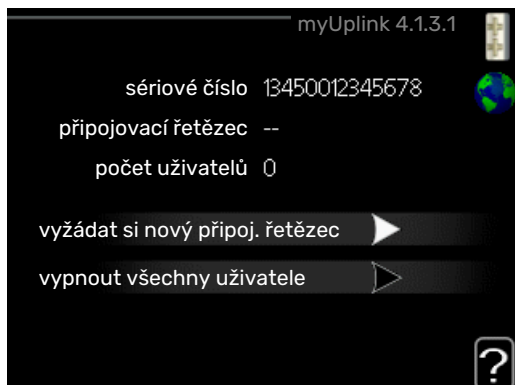 myUplink 4.1.3.1
sériové číslo 13450012345678
připojovací řetězec --
počet uživatelů 0
vyžádat si nový připoj. řetězec
vypnout všechny uživatele
?